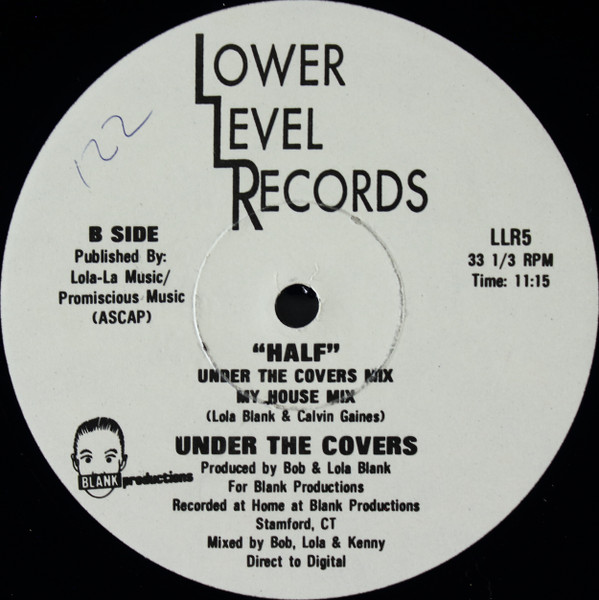 LOWER
LEVEL
RECORDS
122
B SIDE
Published By:
Lola-La Music/
Promiscious Music
(ASCAP)
LLR5
33 1/3 RPM
Time: 11:15
"HALF"
UNDER THE COVERS MIX
MY HOUSE MIX
(Lola Blank & Calvin Gaines)
UNDER THE COVERS
Produced by Bob & Lola Blank
For Blank Productions
Recorded at Home at Blank Productions
Stamford, CT
Mixed by Bob, Lola & Kenny
Direct to Digital
BLANK productions